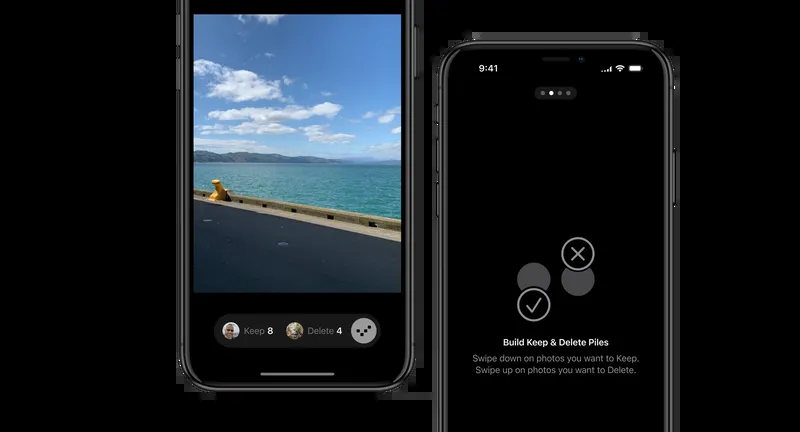 Keep 8 Delete 4
9:41
Build Keep & Delete Piles
Swipe down on photos you want to Keep.
Swipe up on photos you want to Delete.